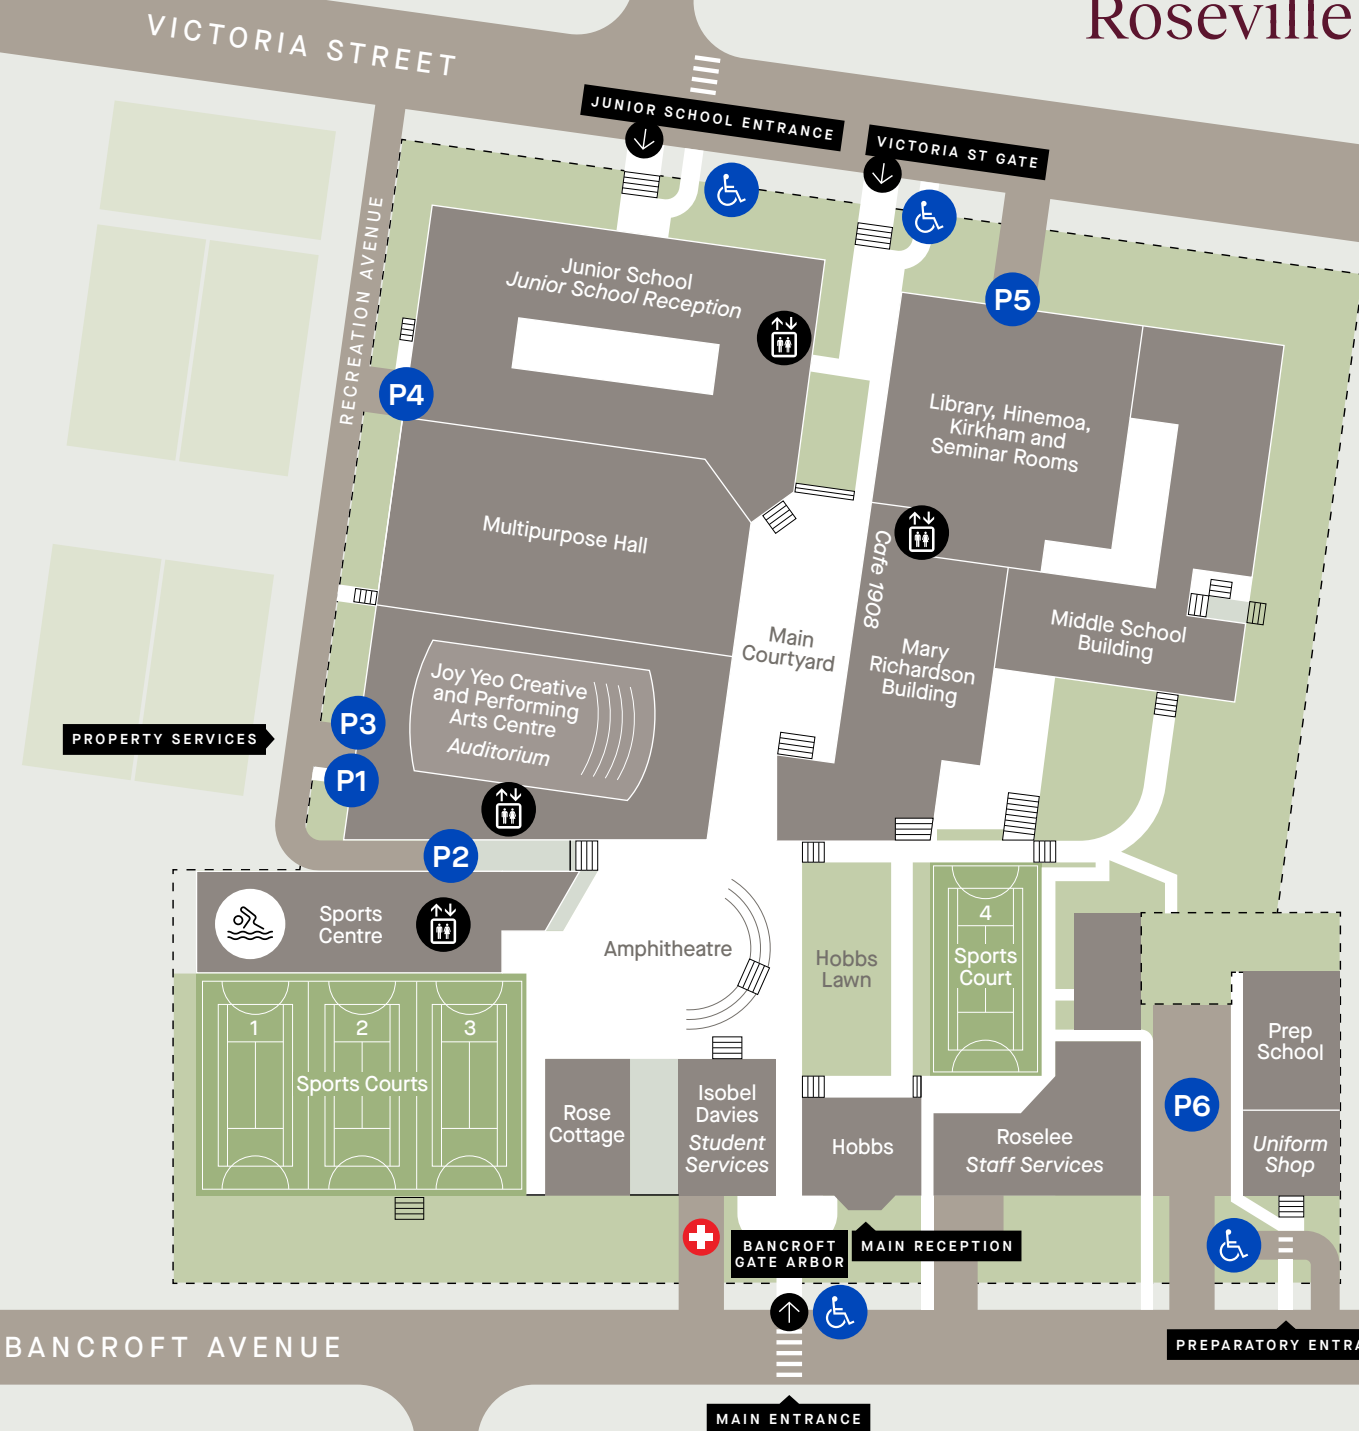 Roseville
VICTORIA STREET
JUNIOR SCHOOL ENTRANCE
VICTORIA ST GATE
RECREATION AVENUE
Junior School
Junior School Reception
P5
P4
Library, Hinemoa,
Kirkham and
Seminar Rooms
Multipurpose Hall
Cafe 1908
Main
Courtyard
Mary
Richardson
Building
Middle School
Building
Joy Yeo Creative
and Performing
Arts Centre
Auditorium
P3
PROPERTY SERVICES
P1
P2
Sports
Centre
Amphitheatre
Hobbs
Lawn
4
Sports
Court
1
2
3
Sports Courts
Prep
School
P6
Rose
Cottage
Isobel
Davies
Student
Services
Hobbs
Roselee
Staff Services
Uniform
Shop
BANCROFT
GATE ARBOR
MAIN RECEPTION
BANCROFT AVENUE
PREPARATORY ENTRA
MAIN ENTRANCE